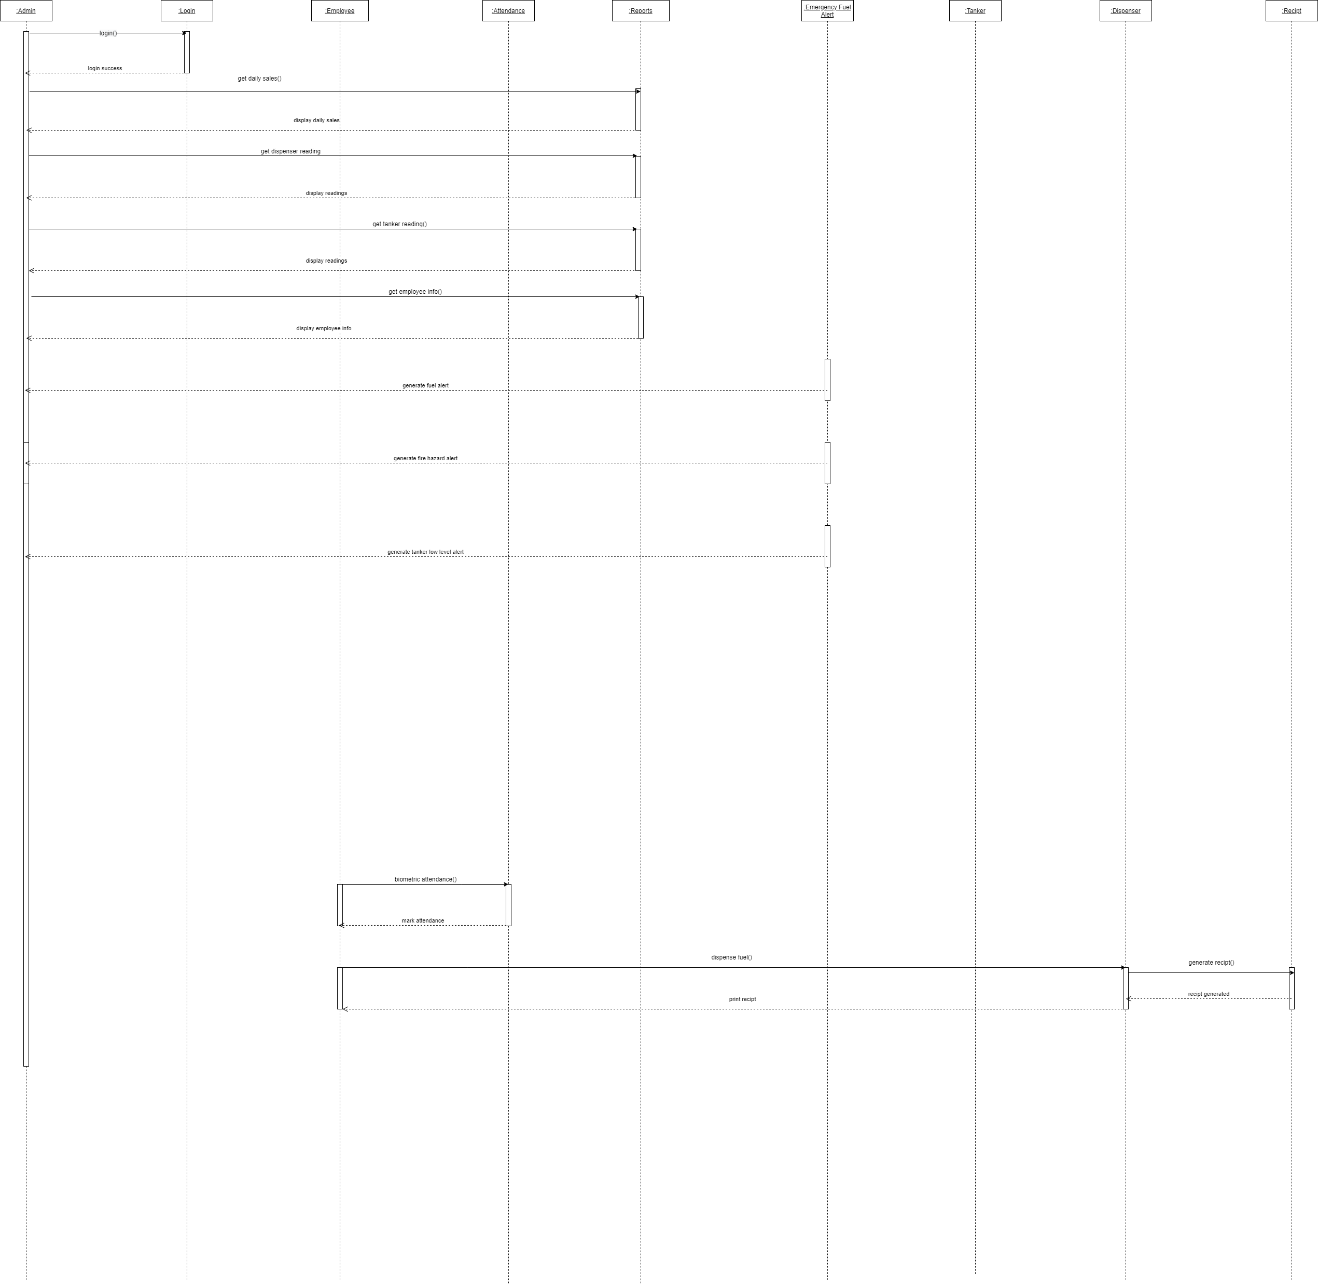 :Admin
:Login
:Employee
:Attendance
:Reports
:Emergency Fuel
Alert
:Tanker
:Dispenser
:Recipt
login()
login success
get daily sales()
display daily sales
get dispenser reading
display readings
get tanker reading()
display readings
get employee info()
display employee info
generate fuel alert
generate fire hazard alert
generate tanker low level alert
biometric attendance()
mark attendance
dispense fuel()
generate recipt()
recipt generated
print recipt